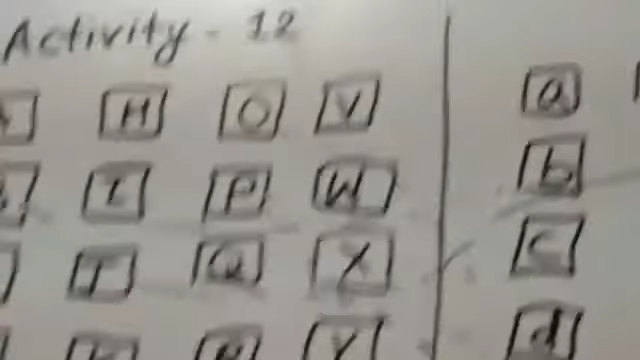 Activity - 12
H O V a
I P W b
J Q X c
K R Y d